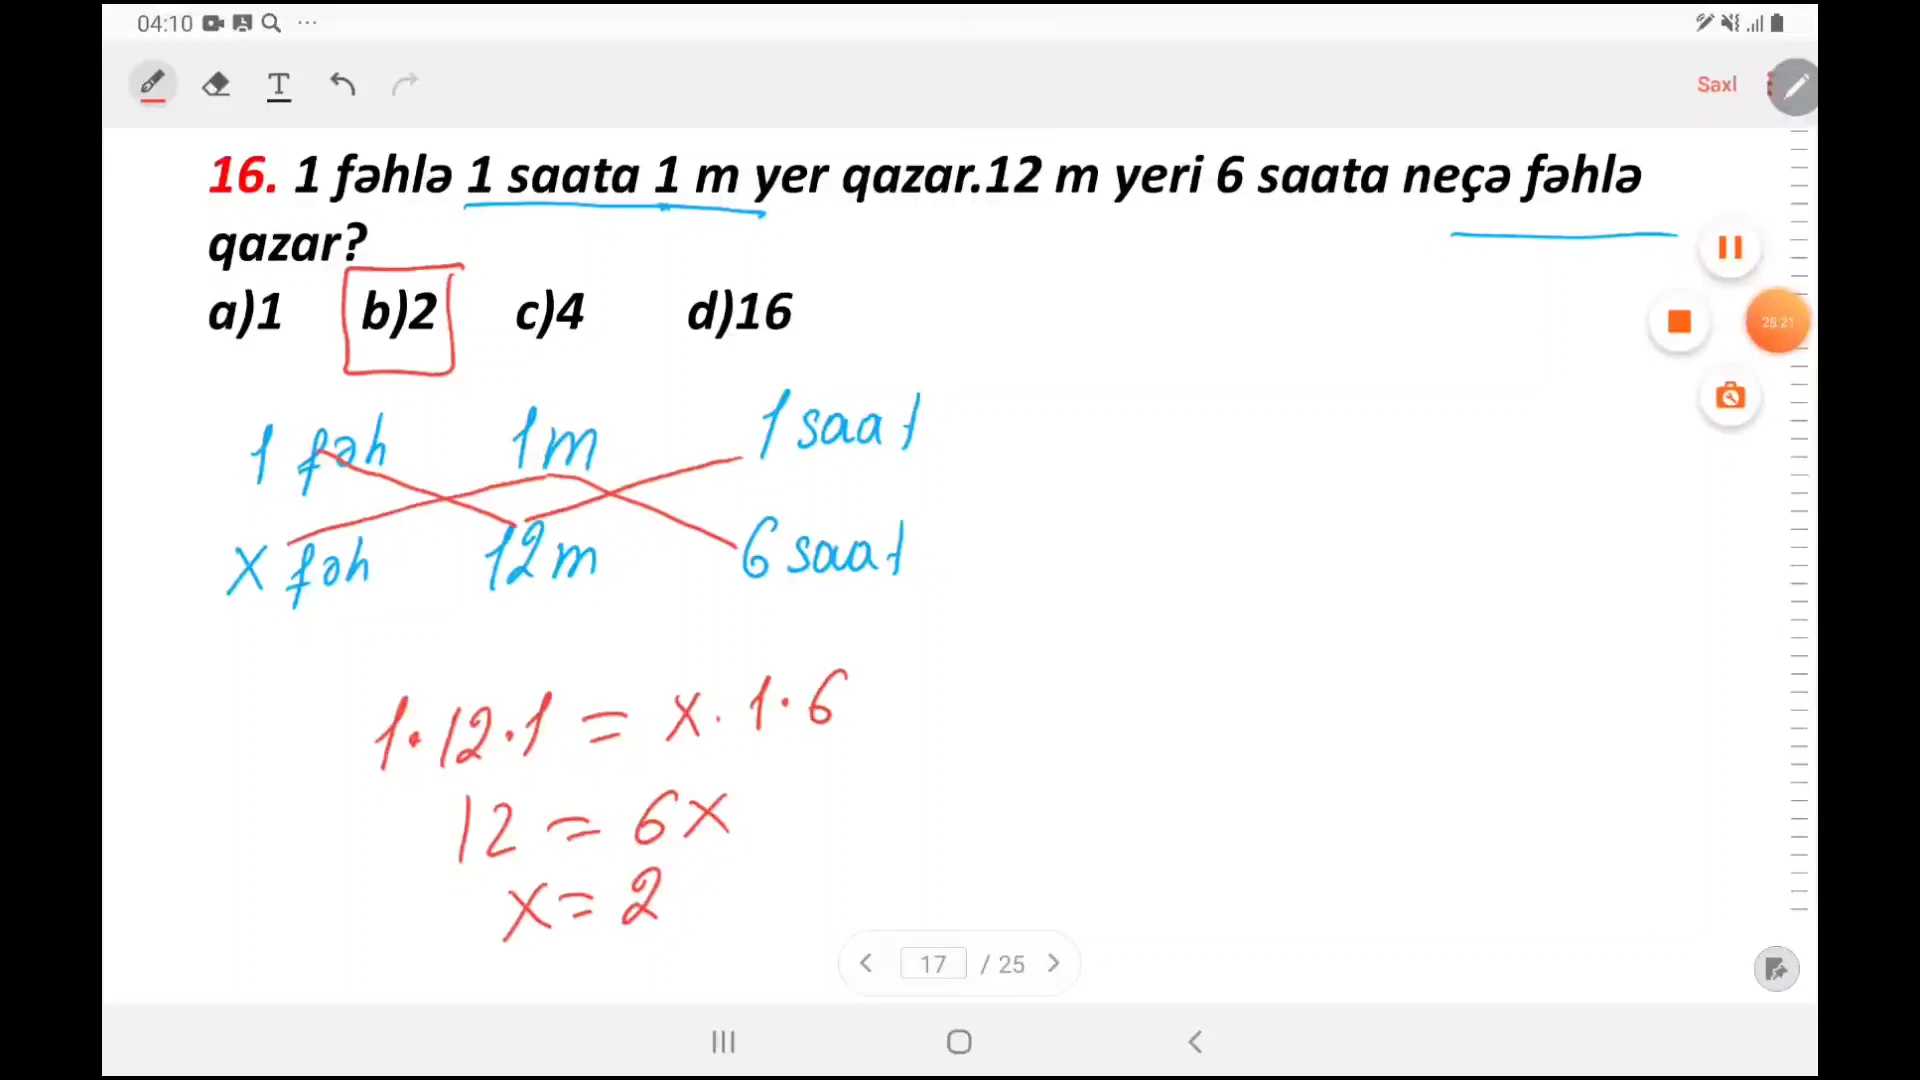 04:10 ...
T Saxl
16. 1 fəhlə 1 saata 1 m yer qazar.12 m yeri 6 saata neçə fəhlə
qazar?
a)1 b)2 c)4 d)16
28:21
1 fəh 1m 1 saat
x fəh 12m 6 saat
1·12·1 = x·1·6
12 = 6x
x = 2
17 / 25